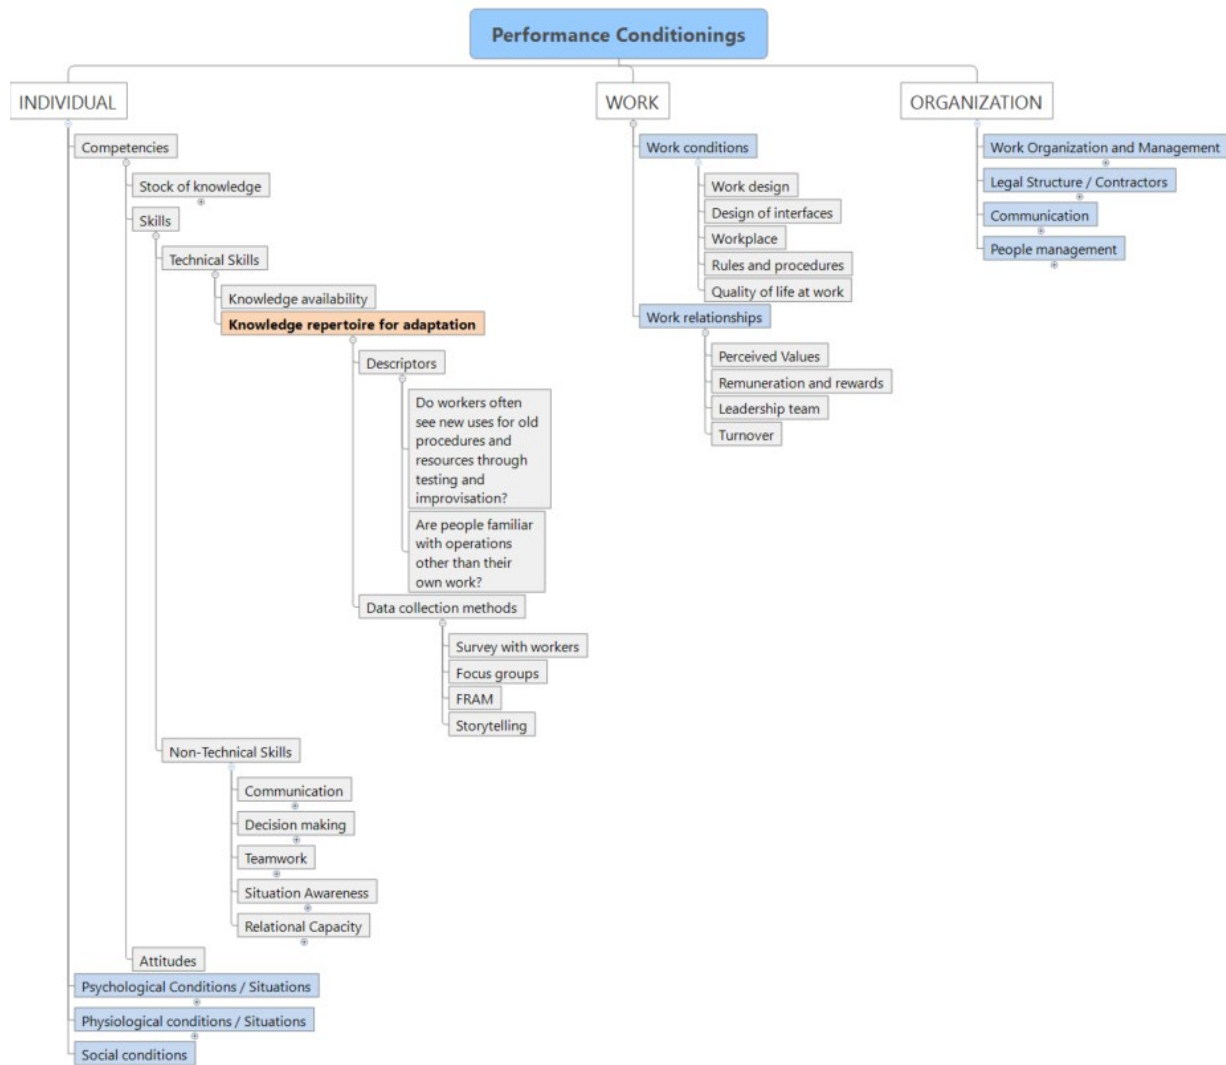 Performance Conditionings
INDIVIDUAL
Competencies
Stock of knowledge
Skills
Technical Skills
Knowledge availability
Knowledge repertoire for adaptation
Descriptors
Do workers often
see new uses for old
procedures and
resources through
testing and
improvisation?
Are people familiar
with operations
other than their
own work?
Data collection methods
Survey with workers
Focus groups
FRAM
Storytelling
Non-Technical Skills
Communication
Decision making
Teamwork
Situation Awareness
Relational Capacity
Attitudes
Psychological Conditions / Situations
Physiological conditions / Situations
Social conditions
WORK
Work conditions
Work design
Design of interfaces
Workplace
Rules and procedures
Quality of life at work
Work relationships
Perceived Values
Remuneration and rewards
Leadership team
Turnover
ORGANIZATION
Work Organization and Management
Legal Structure / Contractors
Communication
People management